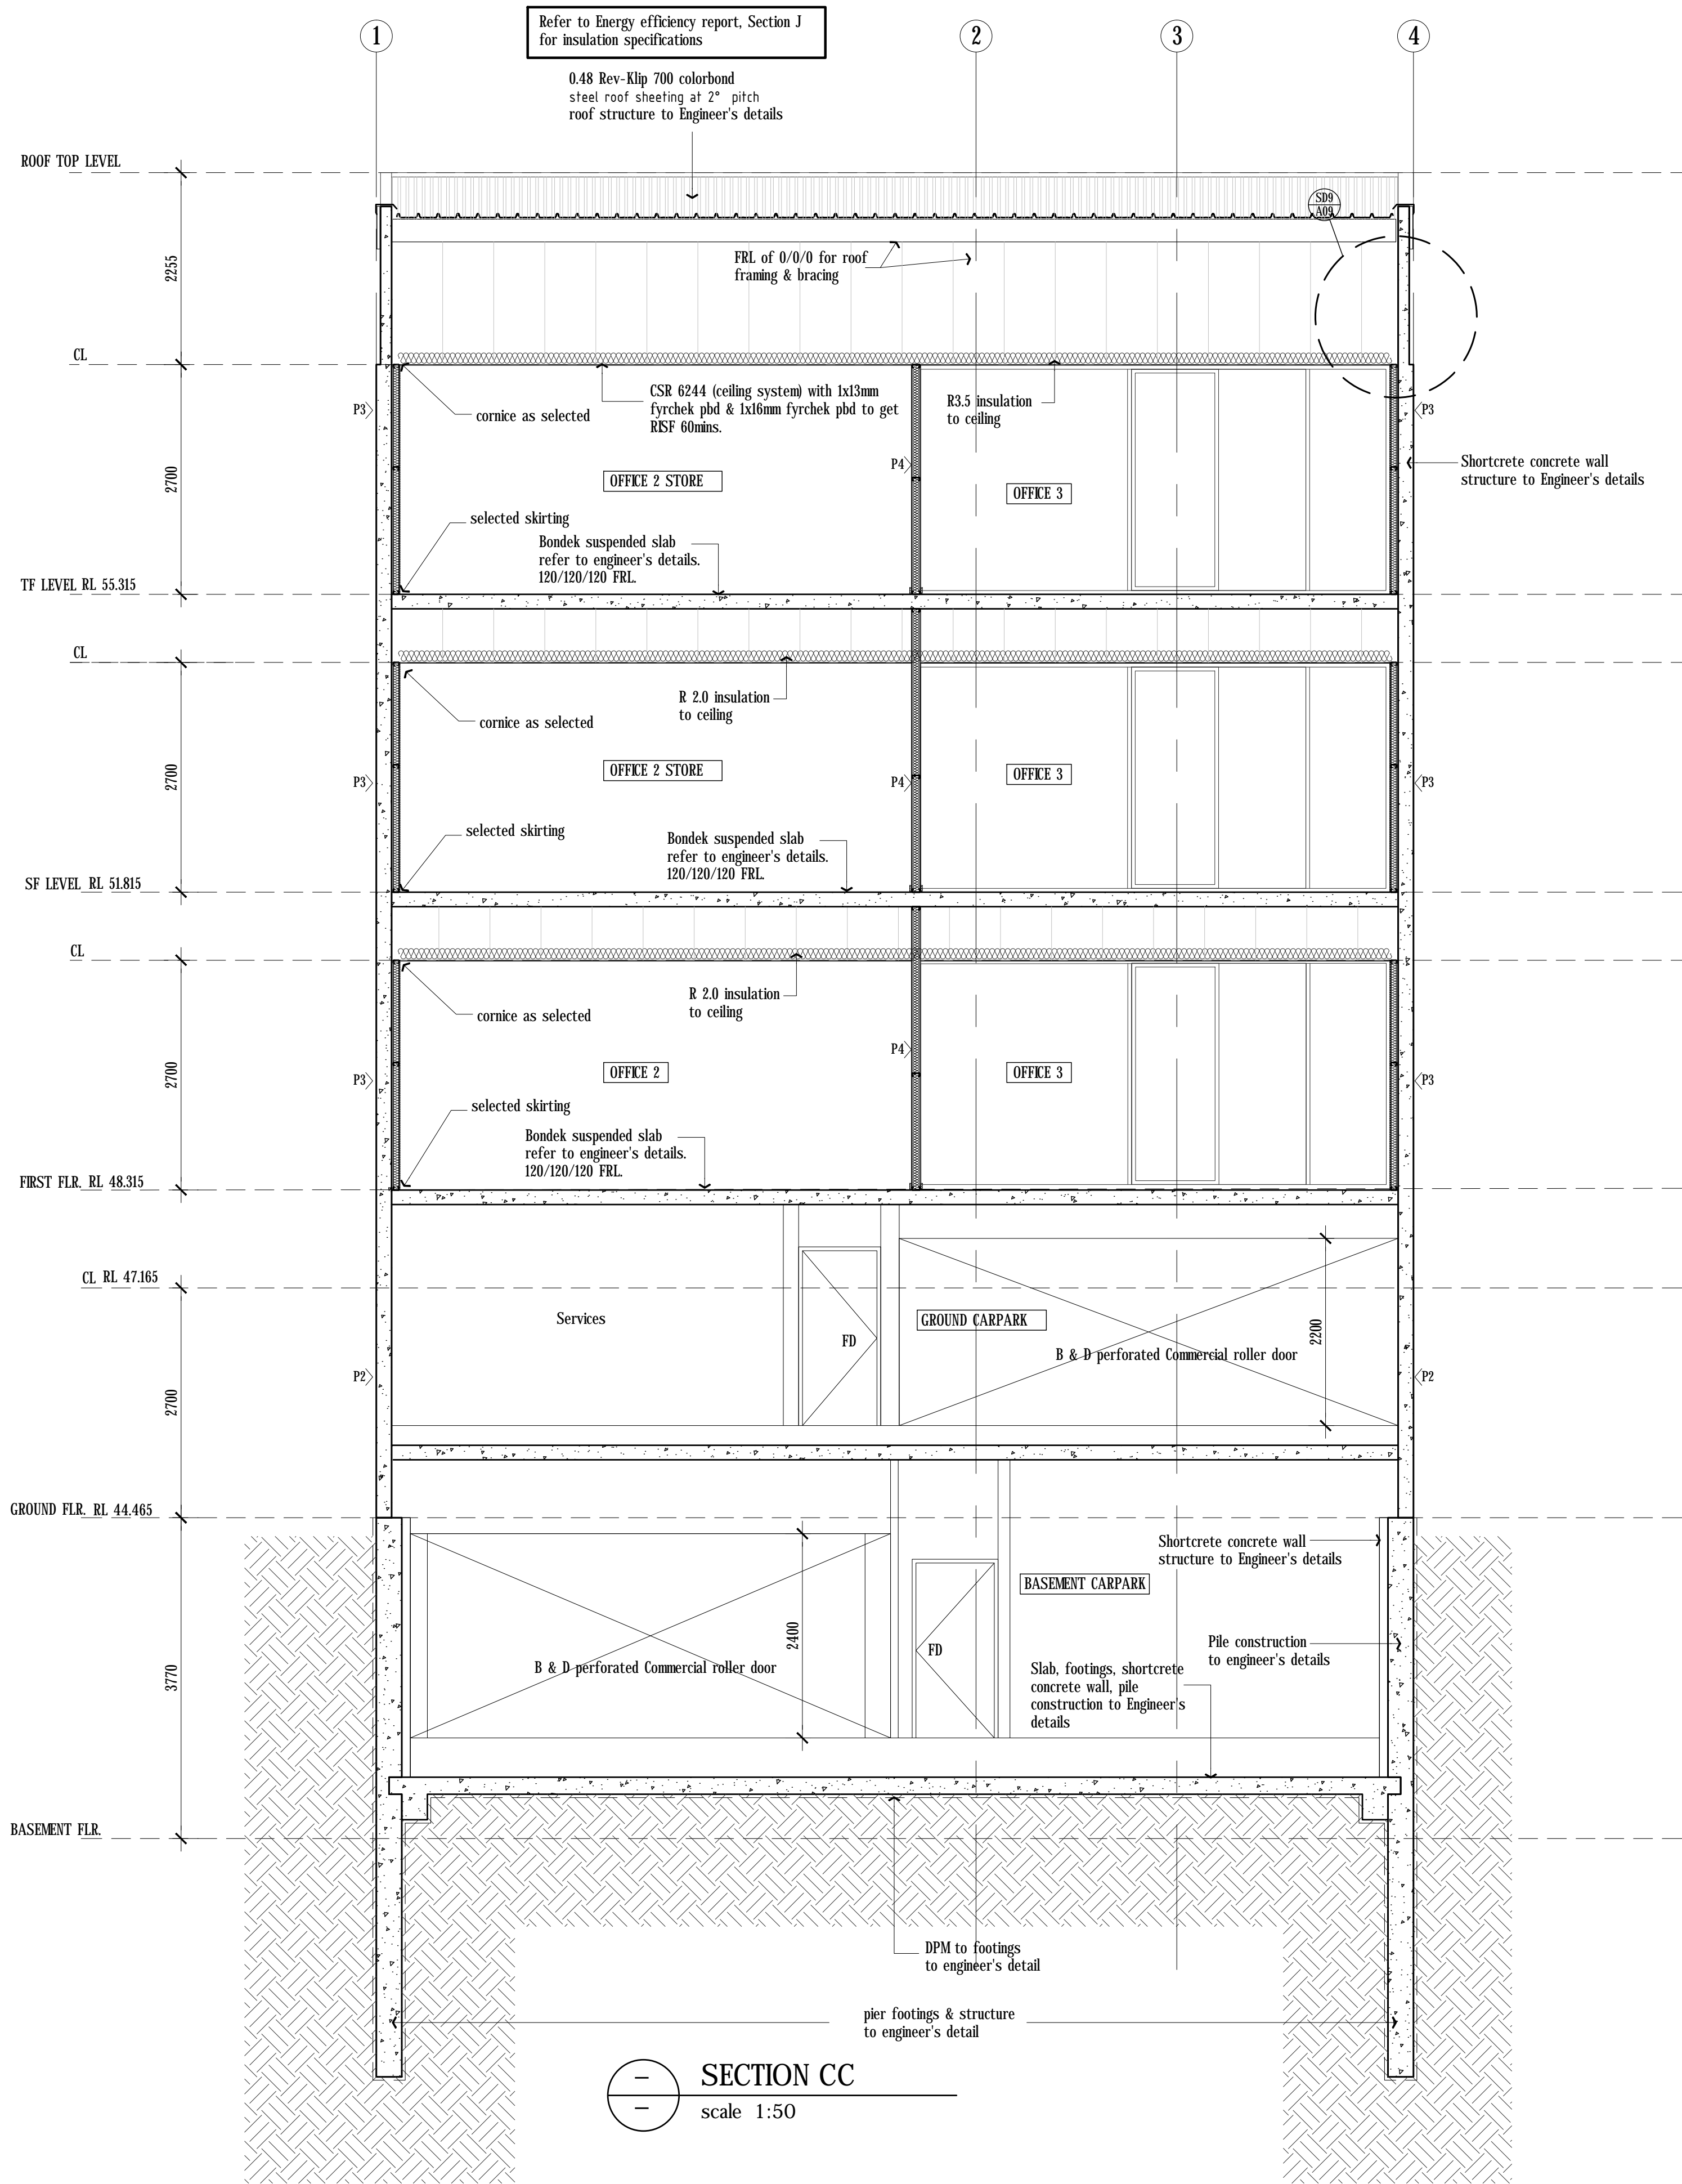 1
2
3
4
Refer to Energy efficiency report, Section J
for insulation specifications
0.48 Rev-Klip 700 colorbond
steel roof sheeting at 2° pitch
roof structure to Engineer's details
ROOF TOP LEVEL
SD9
A09
2255
FRL of 0/0/0 for roof
framing & bracing
CL
P3
cornice as selected
CSR 6244 (ceiling system) with 1x13mm
fyrchek pbd & 1x16mm fyrchek pbd to get
RISF 60mins.
R3.5 insulation
to ceiling
P3
P4
Shortcrete concrete wall
structure to Engineer's details
2700
OFFICE 2 STORE
OFFICE 3
selected skirting
Bondek suspended slab
refer to engineer's details.
120/120/120 FRL.
TF LEVEL RL 55.315
CL
R 2.0 insulation
to ceiling
cornice as selected
2700
OFFICE 2 STORE
OFFICE 3
P3
P4
P3
selected skirting
Bondek suspended slab
refer to engineer's details.
120/120/120 FRL.
SF LEVEL RL 51.815
CL
R 2.0 insulation
to ceiling
cornice as selected
P4
2700
OFFICE 2
OFFICE 3
P3
P3
selected skirting
Bondek suspended slab
refer to engineer's details.
120/120/120 FRL.
FIRST FLR. RL 48.315
CL RL 47.165
Services
GROUND CARPARK
FD
2200
B & D perforated Commercial roller door
P2
P2
2700
GROUND FLR. RL 44.465
Shortcrete concrete wall
structure to Engineer's details
BASEMENT CARPARK
2400
FD
Pile construction
to engineer's details
B & D perforated Commercial roller door
Slab, footings, shortcrete
concrete wall, pile
construction to Engineer's
details
3770
BASEMENT FLR.
DPM to footings
to engineer's detail
pier footings & structure
to engineer's detail
–
–
SECTION CC
scale 1:50